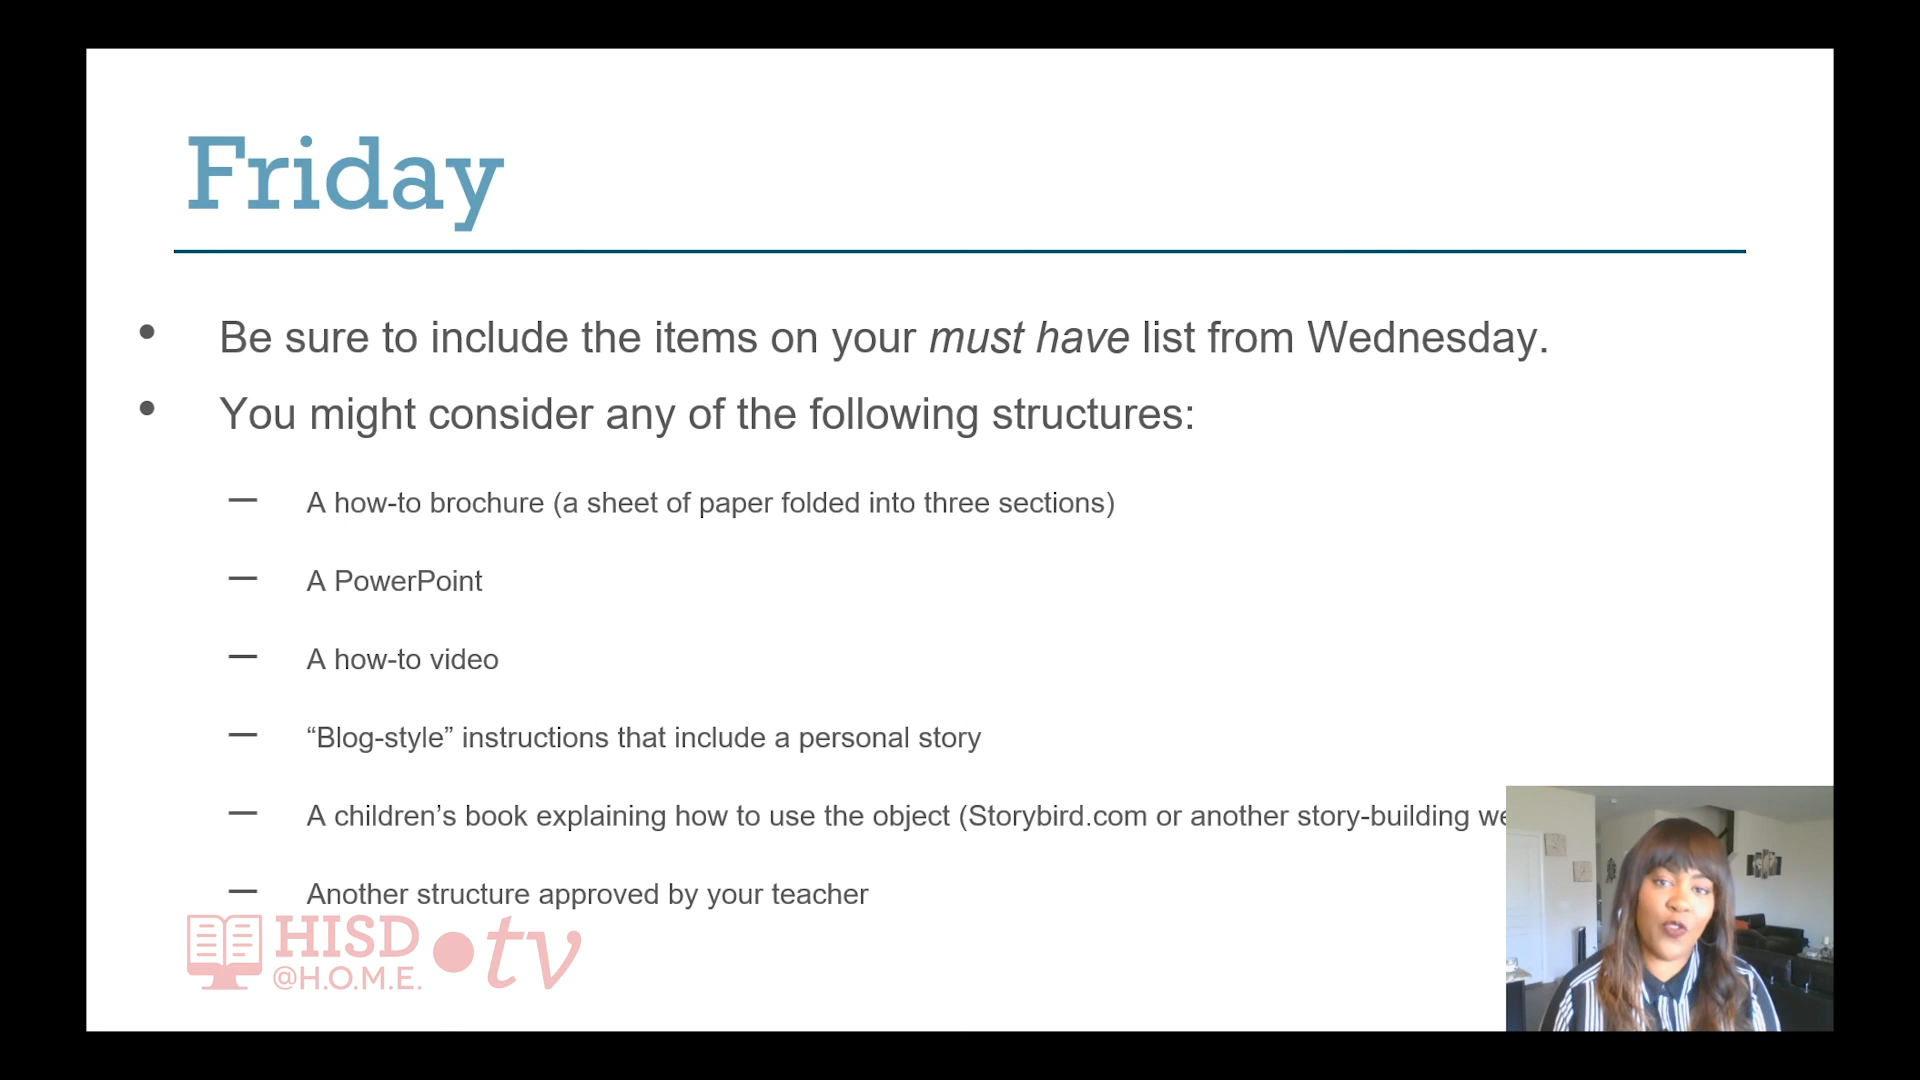 Friday
• Be sure to include the items on your must have list from Wednesday.
• You might consider any of the following structures:
— A how-to brochure (a sheet of paper folded into three sections)
— A PowerPoint
— A how-to video
— “Blog-style” instructions that include a personal story
— A children’s book explaining how to use the object (Storybird.com or another story-building
— Another structure approved by your teacher
HISD
@H.O.M.E.
tv